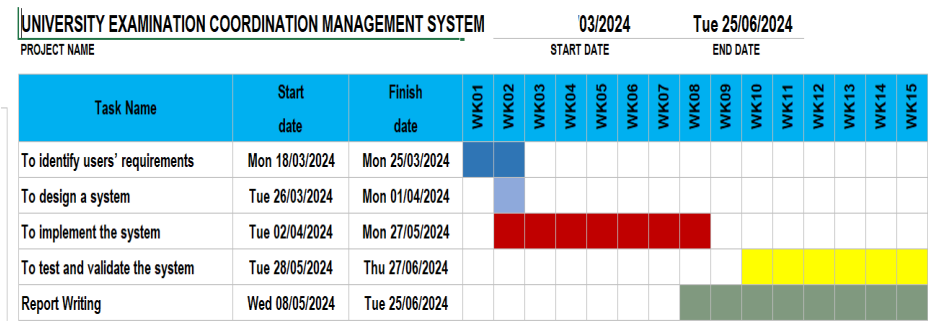 UNIVERSITY EXAMINATION COORDINATION MANAGEMENT SYSTEM /03/2024 Tue 25/06/2024
PROJECT NAME START DATE END DATE
Task Name Start date Finish date WK01 WK02 WK03 WK04 WK05 WK06 WK07 WK08 WK09 WK10 WK11 WK12 WK13 WK14 WK15
To identify users’ requirements Mon 18/03/2024 Mon 25/03/2024
To design a system Tue 26/03/2024 Mon 01/04/2024
To implement the system Tue 02/04/2024 Mon 27/05/2024
To test and validate the system Tue 28/05/2024 Thu 27/06/2024
Report Writing Wed 08/05/2024 Tue 25/06/2024